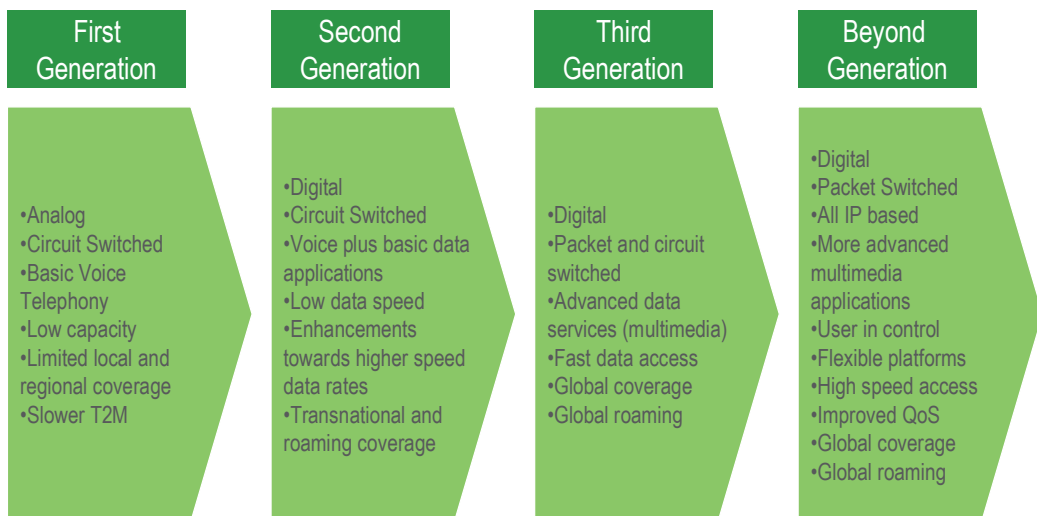 First
Generation
•Analog
•Circuit Switched
•Basic Voice
Telephony
•Low capacity
•Limited local and
regional coverage
•Slower T2M
Second
Generation
•Digital
•Circuit Switched
•Voice plus basic data
applications
•Low data speed
•Enhancements
towards higher speed
data rates
•Transnational and
roaming coverage
Third
Generation
•Digital
•Packet and circuit
switched
•Advanced data
services (multimedia)
•Fast data access
•Global coverage
•Global roaming
Beyond
Generation
•Digital
•Packet Switched
•All IP based
•More advanced
multimedia
applications
•User in control
•Flexible platforms
•High speed access
•Improved QoS
•Global coverage
•Global roaming